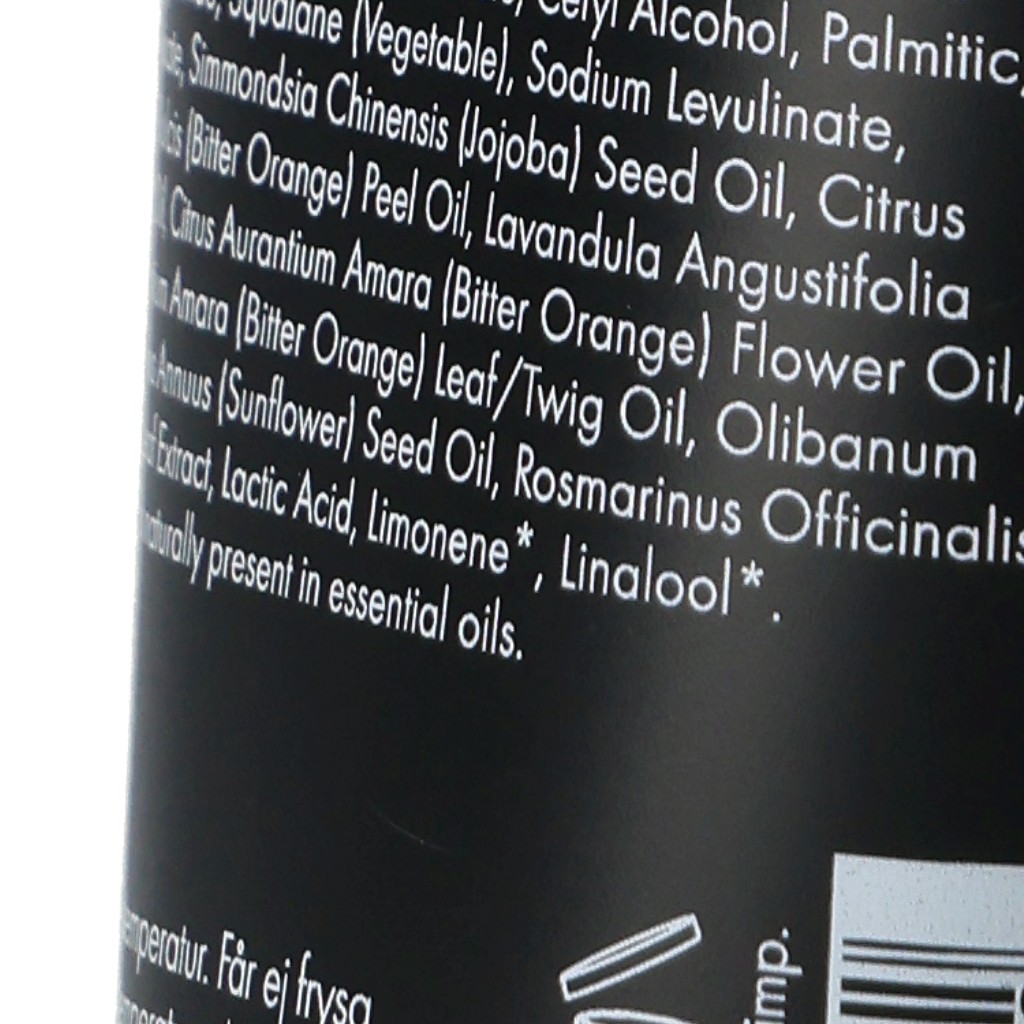 Cetyl Alcohol, Palmitic
Squalane (Vegetable), Sodium Levulinate,
Simmondsia Chinensis (Jojoba) Seed Oil, Citrus
(Bitter Orange) Peel Oil, Lavandula Angustifolia
Citrus Aurantium Amara (Bitter Orange) Flower Oil,
Amara (Bitter Orange) Leaf/Twig Oil, Olibanum
Annuus (Sunflower) Seed Oil, Rosmarinus Officinalis
Extract, Lactic Acid, Limonene*, Linalool*.
naturally present in essential oils.
Får ej frysa
imp.